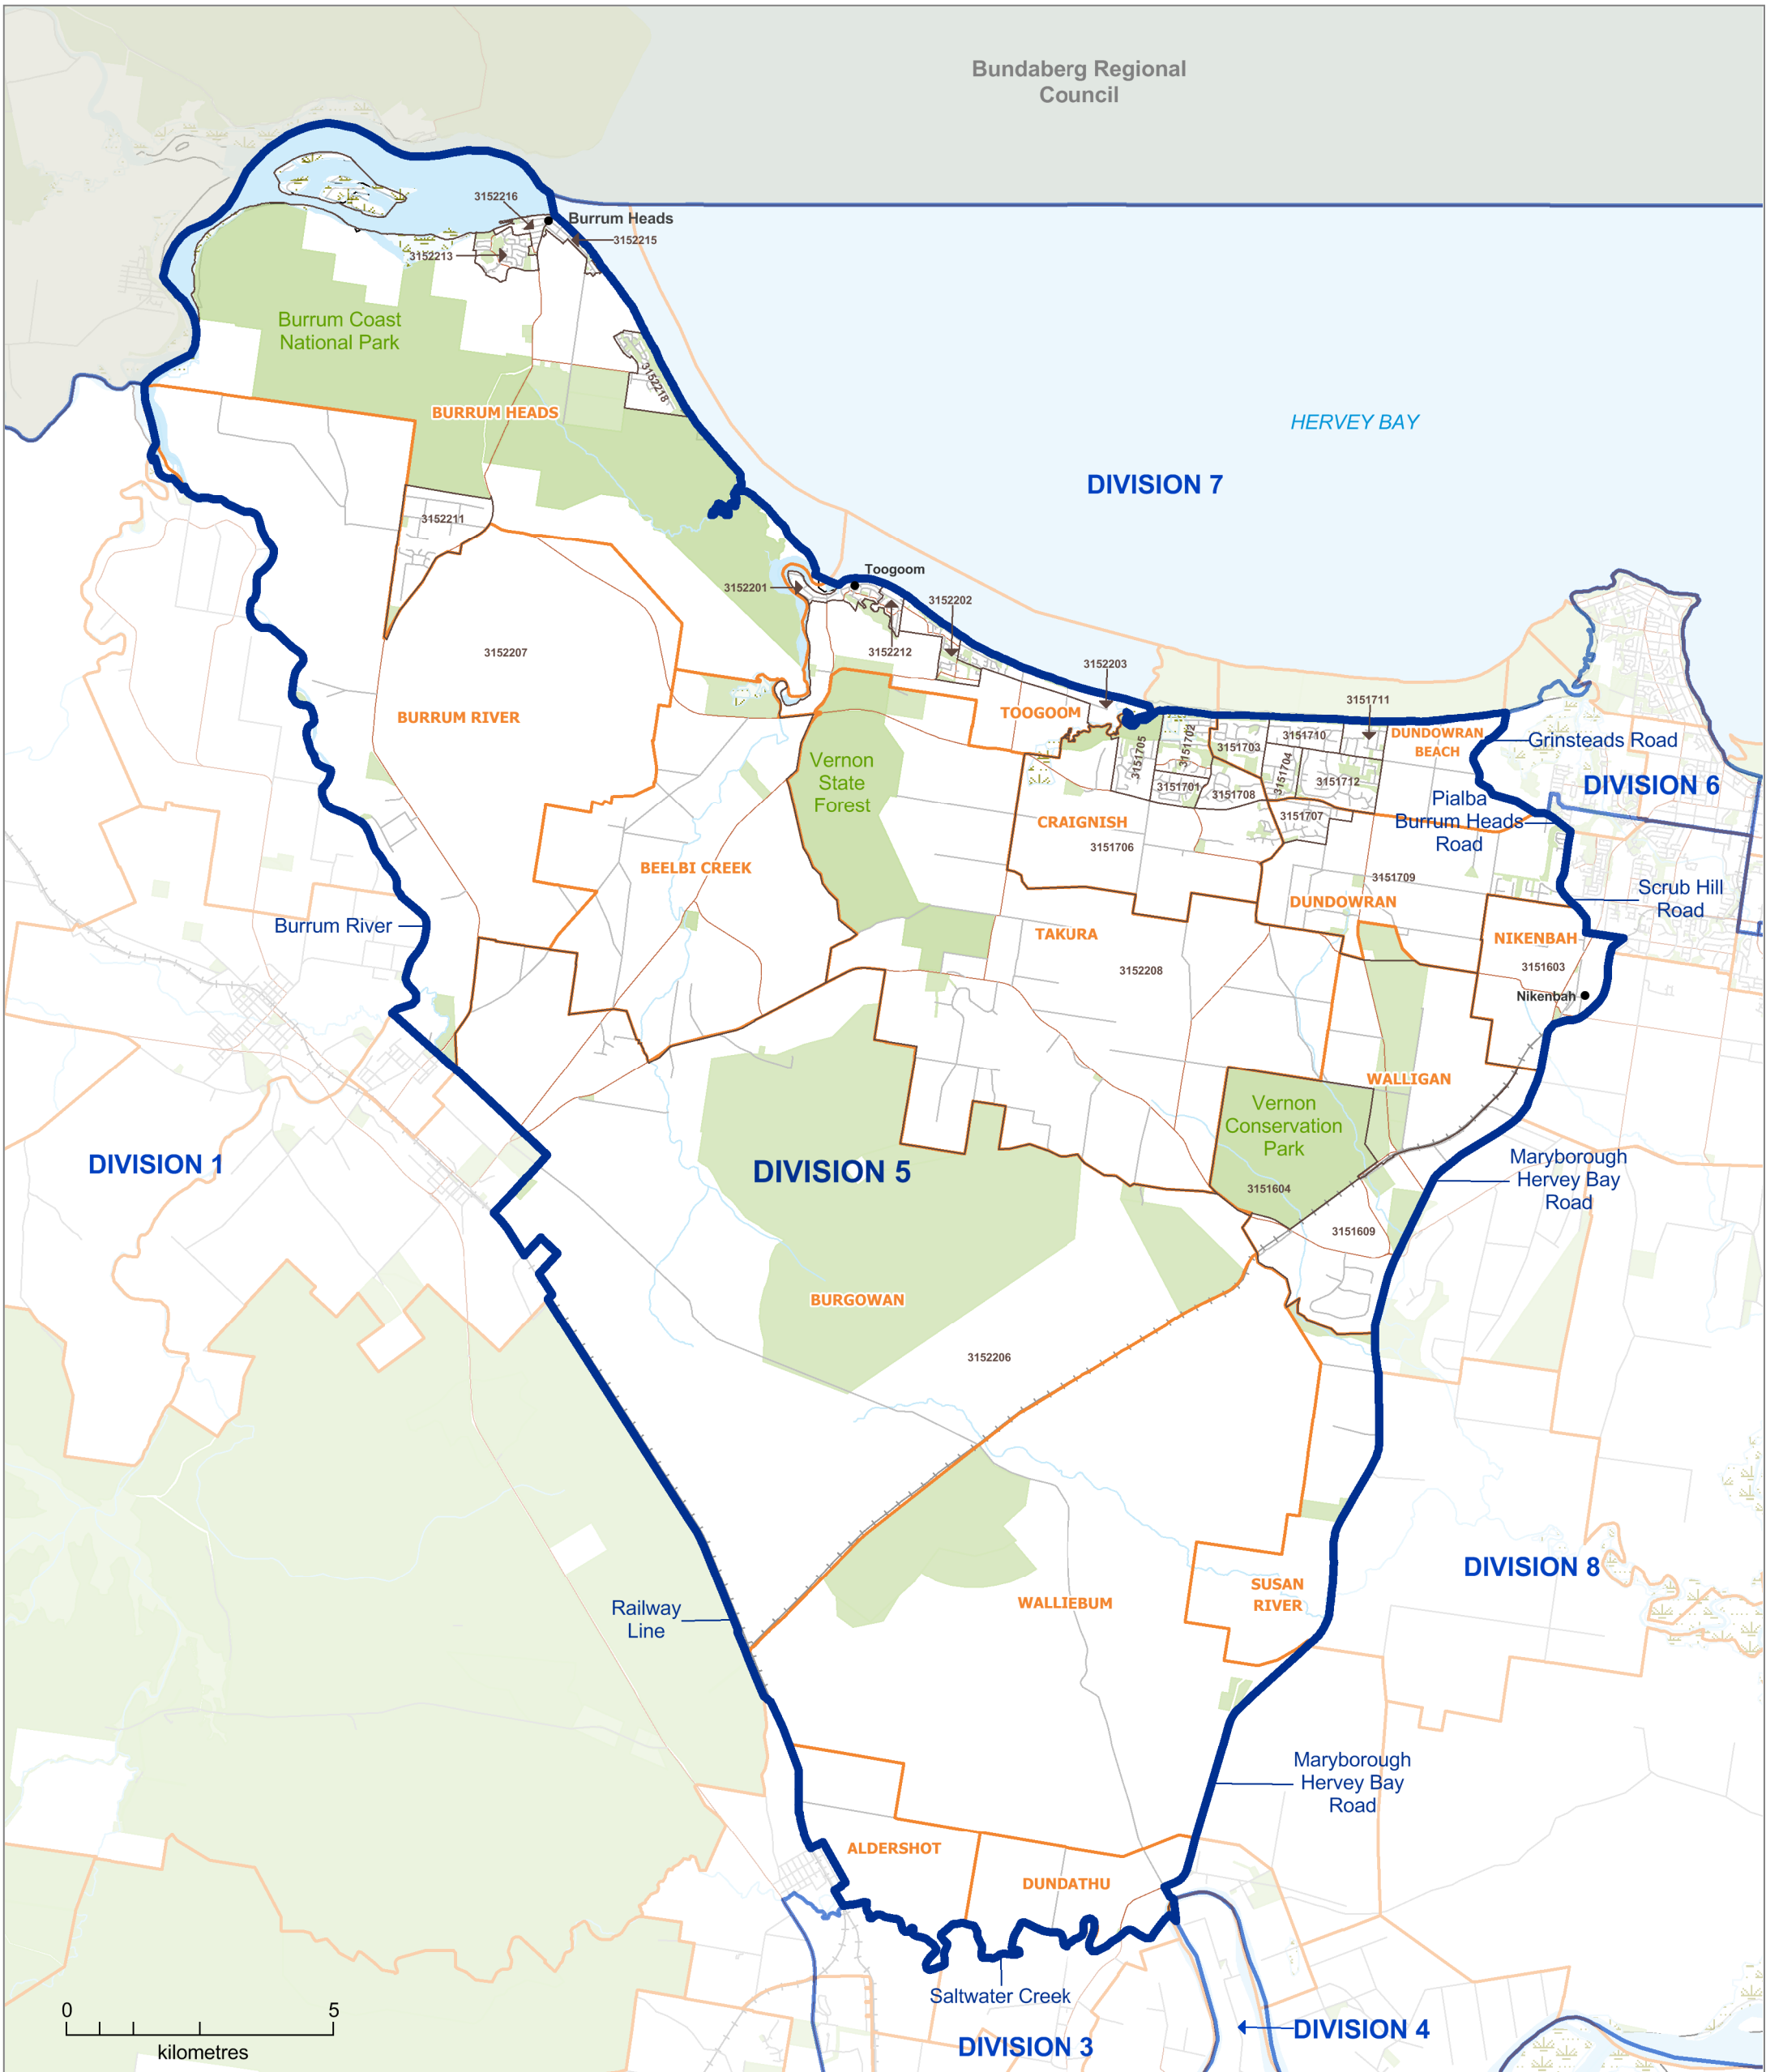 Bundaberg Regional
Council
3152216
Burrum Heads
3152215
3152213
Burrum Coast
National Park
3152218
BURRUM HEADS
HERVEY BAY
DIVISION 7
3152211
Toogoom
3152201
3152202
3152207
3152212
3152203
BURRUM RIVER
TOOGOOM
3151711
DUNDOWRAN
BEACH
Grinsteads Road
3151705
3151702
3151703
3151710
3151704
3151712
3151701
3151708
3151707
Vernon
State
Forest
DIVISION 6
Pialba
Burrum Heads
Road
CRAIGNISH
3151706
BEELBI CREEK
3151709
DUNDOWRAN
Scrub Hill
Road
Burrum River
TAKURA
NIKENBAH
3152208
3151603
Nikenbah
WALLIGAN
Vernon
Conservation
Park
DIVISION 1
DIVISION 5
Maryborough
Hervey Bay
Road
3151604
3151609
BURGOWAN
3152206
DIVISION 8
WALLIEBUM
SUSAN
RIVER
Railway
Line
Maryborough
Hervey Bay
Road
ALDERSHOT
DUNDATHU
Saltwater Creek
0 5
kilometres
DIVISION 3
DIVISION 4